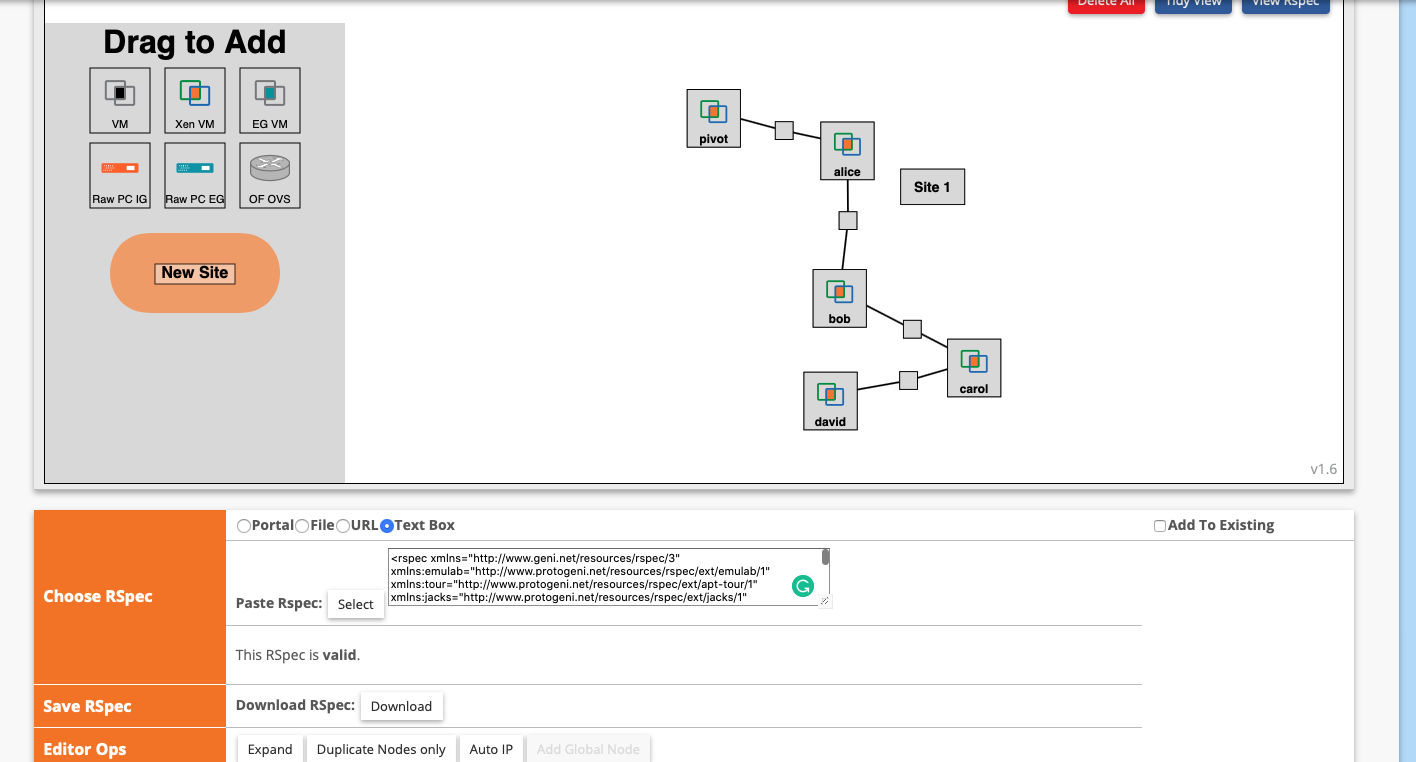 Delete All Tidy View View Rspec
Drag to Add
VM Xen VM EG VM
Raw PC IG Raw PC EG OF OVS
New Site
pivot
alice
Site 1
bob
carol
david
v1.6
Choose RSpec
Portal File URL Text Box Add To Existing
<rspec xmlns="http://www.geni.net/resources/rspec/3"
xmlns:emulab="http://www.protogeni.net/resources/rspec/ext/emulab/1"
xmlns:tour="http://www.protogeni.net/resources/rspec/ext/apt-tour/1"
xmlns:jacks="http://www.protogeni.net/resources/rspec/ext/jacks/1"
Paste Rspec: Select
This RSpec is valid.
Save RSpec Download RSpec: Download
Editor Ops Expand Duplicate Nodes only Auto IP Add Global Node